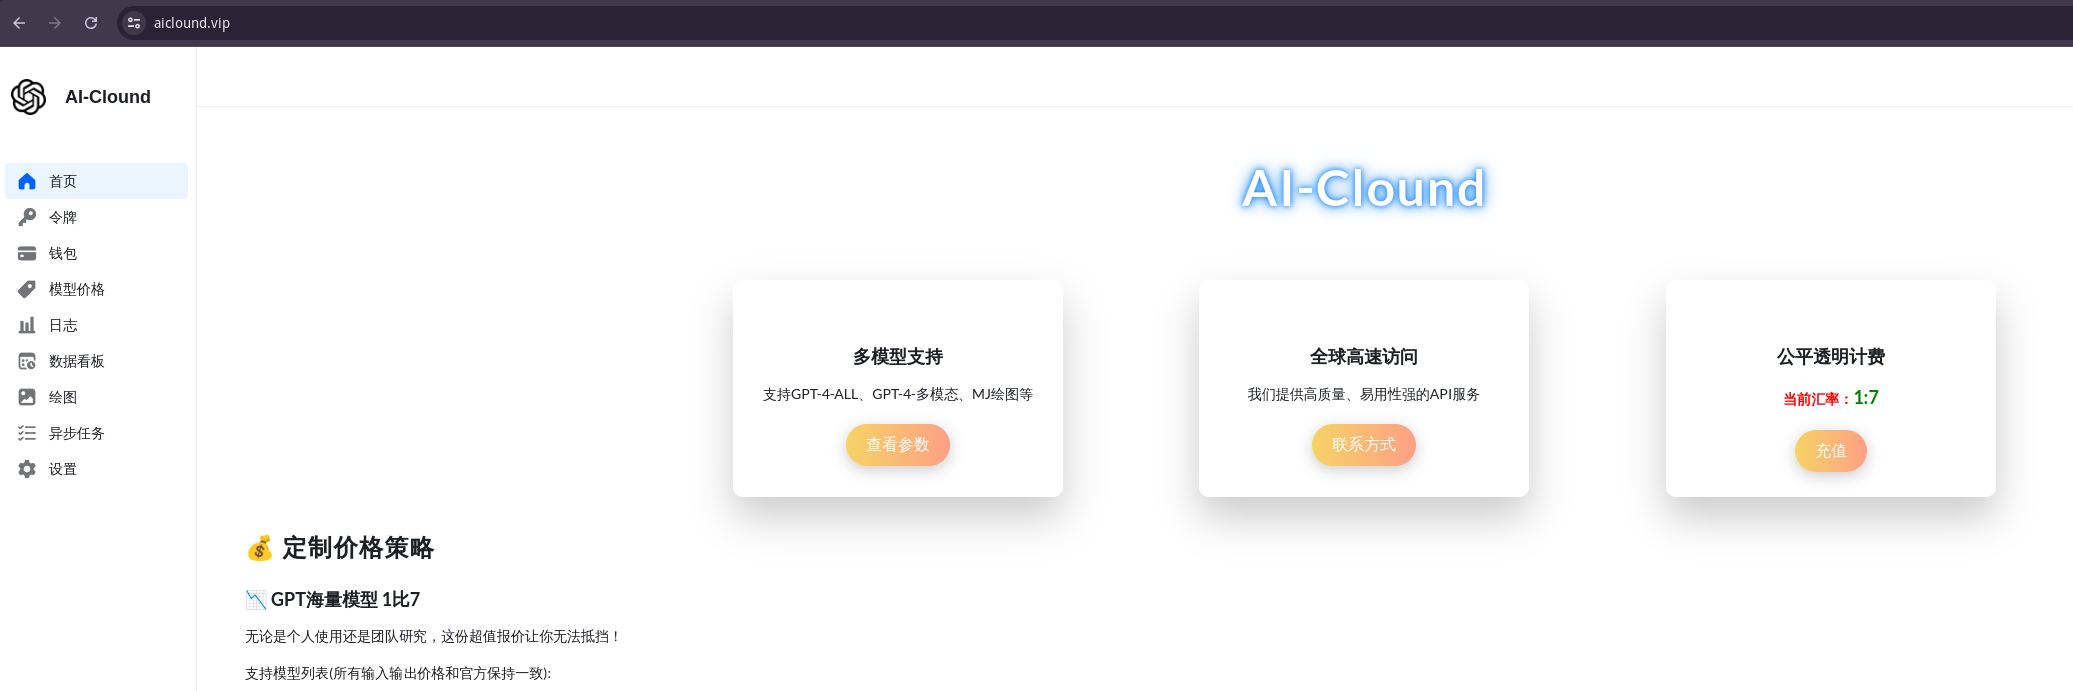 aiclound.vip
AI-Clound
首页
令牌
钱包
模型价格
日志
数据看板
绘图
异步任务
设置
AI-Clound
多模型支持
支持GPT-4-ALL、GPT-4-多模态、MJ绘图等
查看参数
全球高速访问
我们提供高质量、易用性强的API服务
联系方式
公平透明计费
当前汇率：1:7
充值
💰 定制价格策略
📉 GPT海量模型 1比7
无论是个人使用还是团队研究，这份超值报价让你无法抵挡！
支持模型列表(所有输入输出价格和官方保持一致):